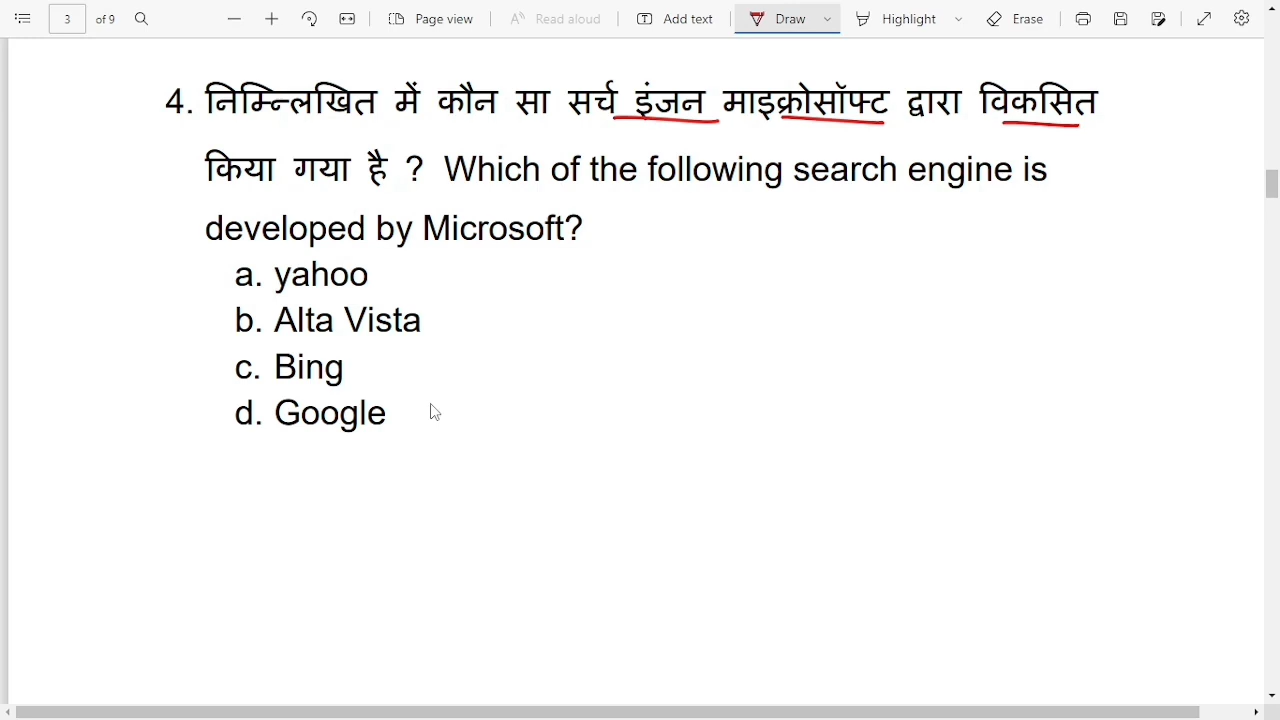 3 of 9 Page view Read aloud Add text Draw Highlight Erase
4. निम्न्लिखित में कौन सा सर्च इंजन माइक्रोसॉफ्ट द्वारा विकसित
किया गया है ? Which of the following search engine is
developed by Microsoft?
a. yahoo
b. Alta Vista
c. Bing
d. Google